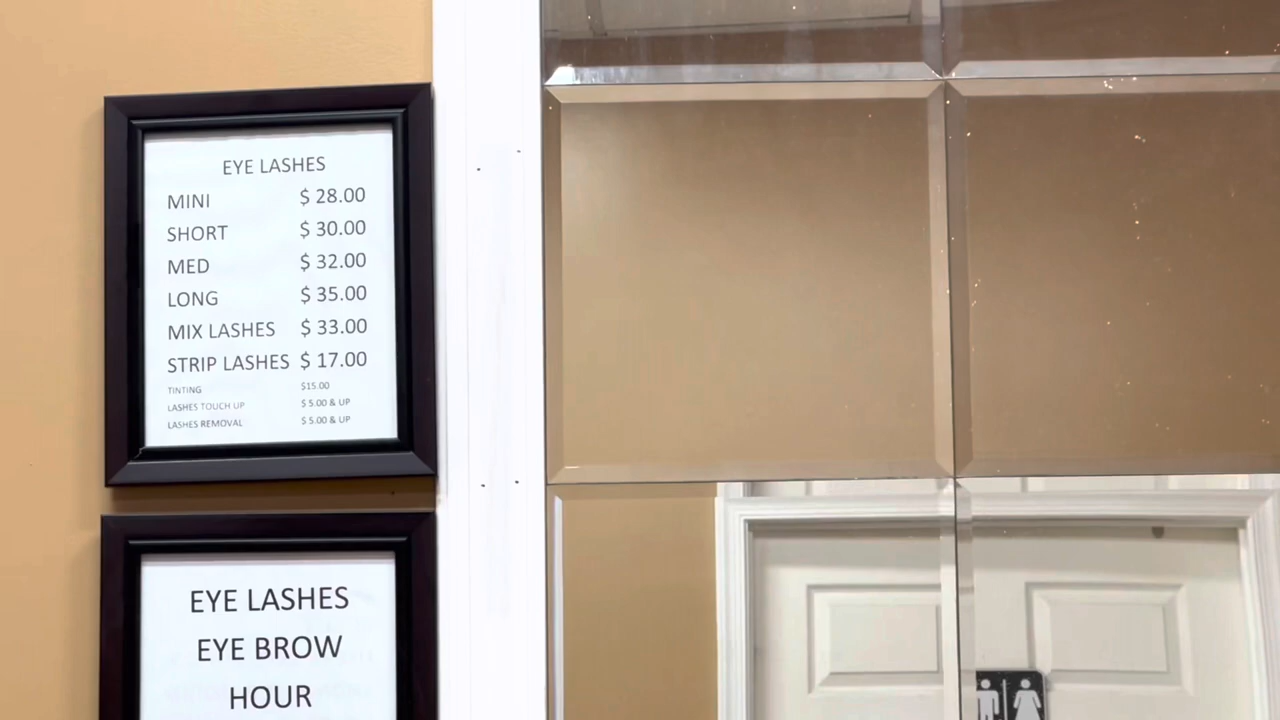 EYE LASHES
MINI $ 28.00
SHORT $ 30.00
MED $ 32.00
LONG $ 35.00
MIX LASHES $ 33.00
STRIP LASHES $ 17.00
TINTING $15.00
LASHES TOUCH UP $ 5.00 & UP
LASHES REMOVAL $ 5.00 & UP
EYE LASHES
EYE BROW
HOUR